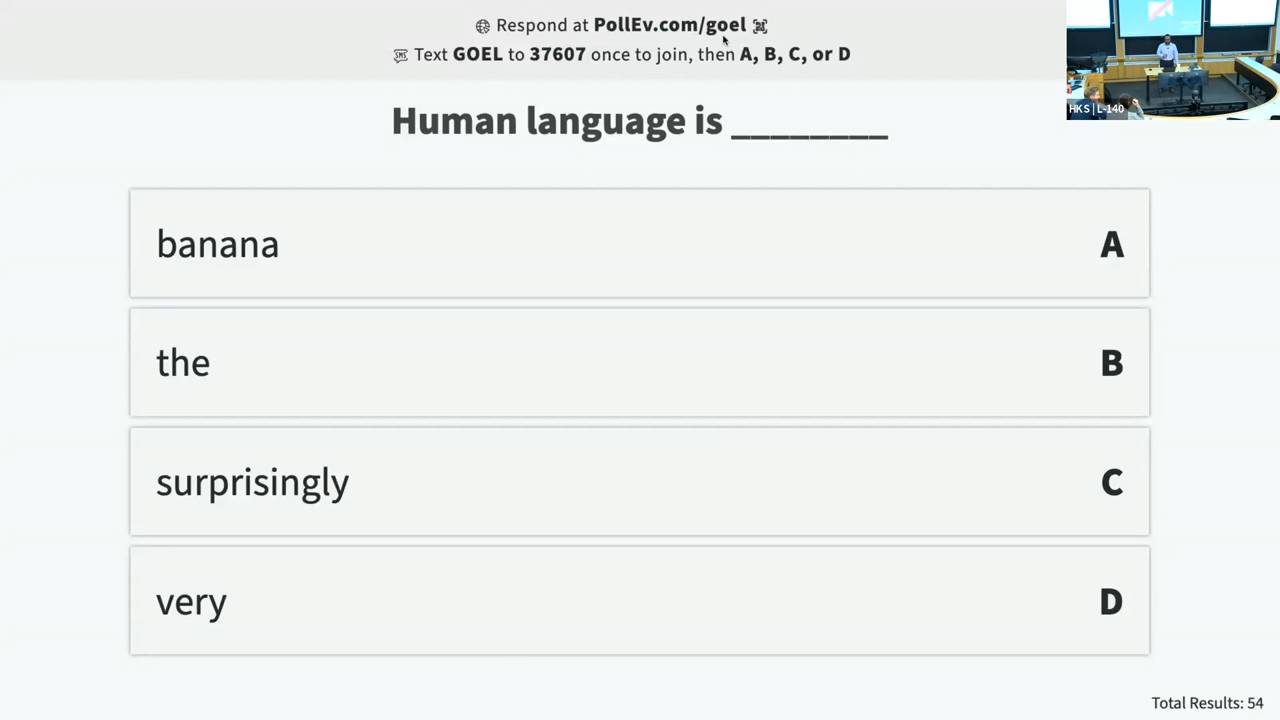 Respond at PollEv.com/goel
Text GOEL to 37607 once to join, then A, B, C, or D
HKS | L-140
Human language is ________
banana A
the B
surprisingly C
very D
Total Results: 54